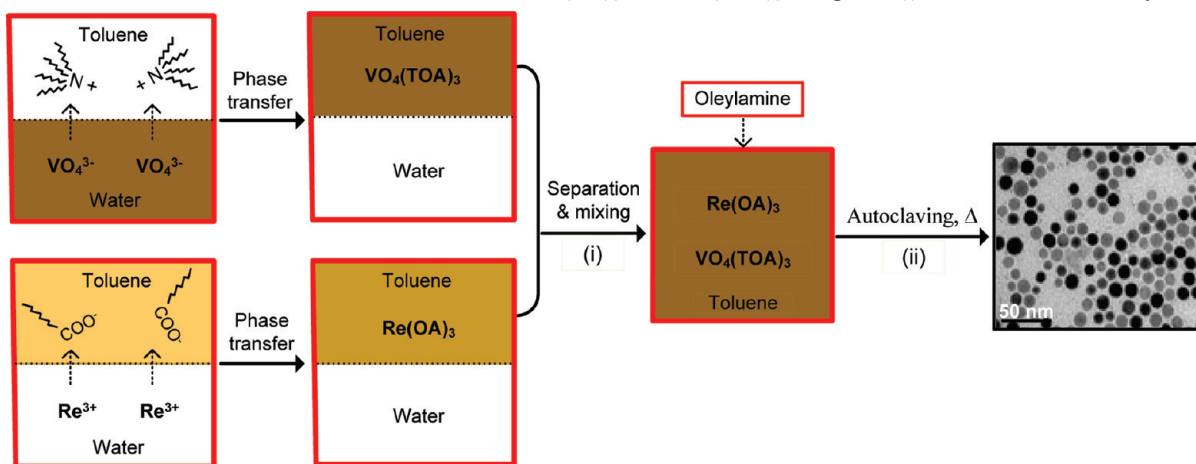 Toluene
N
+
N
+
VO₄³⁻
VO₄³⁻
Water
Phase
transfer
Toluene
VO₄(TOA)₃
Water
Toluene
COO⁻
COO⁻
Re³⁺
Re³⁺
Water
Phase
transfer
Toluene
Re(OA)₃
Water
Separation
& mixing
(i)
Oleylamine
Re(OA)₃
VO₄(TOA)₃
Toluene
Autoclaving, Δ
(ii)
50 nm